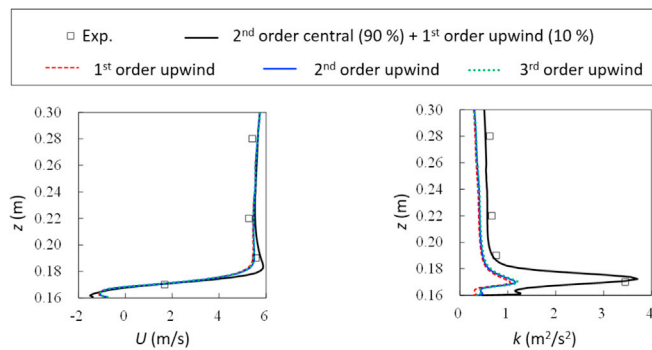 Exp.
2nd order central (90 %) + 1st order upwind (10 %)
1st order upwind
2nd order upwind
3rd order upwind
0.30
0.28
0.26
0.24
0.22
0.20
0.18
0.16
z (m)
-2 0 2 4 6
U (m/s)
0.30
0.28
0.26
0.24
0.22
0.20
0.18
0.16
z (m)
0 1 2 3 4
k (m²/s²)